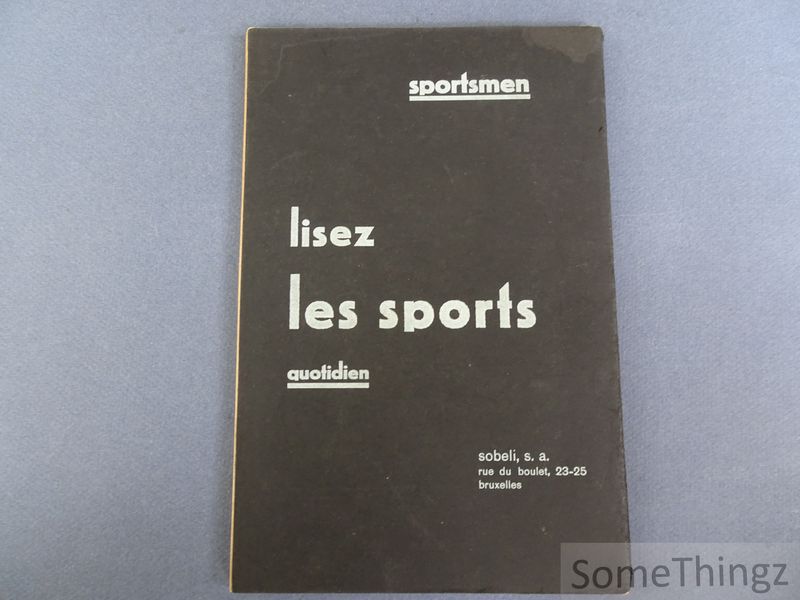 sportsmen
lisez
les sports
quotidien
sobeli, s. a.
rue du boulet, 23-25
bruxelles
SomeThingz